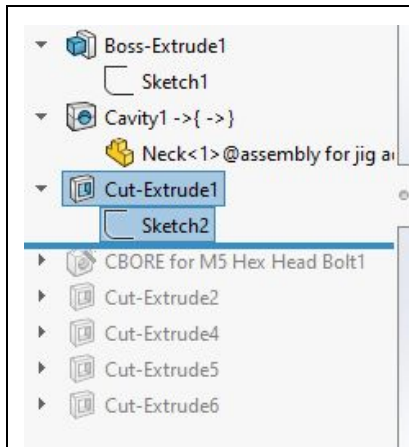 Boss-Extrude1
Sketch1
Cavity1 ->{ ->}
Neck<1>@assembly for jig a
Cut-Extrude1
Sketch2
CBORE for M5 Hex Head Bolt1
Cut-Extrude2
Cut-Extrude4
Cut-Extrude5
Cut-Extrude6